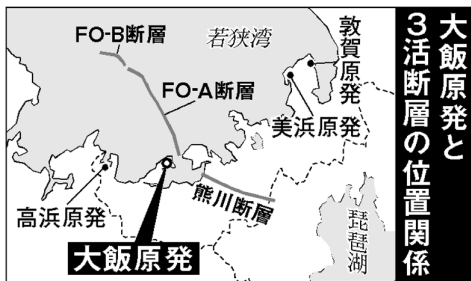 大飯原発と
3活断層の位置関係
FO-B断層
若狭湾
敦賀原発
FO-A断層
美浜原発
熊川断層
高浜原発
大飯原発
琵琶湖